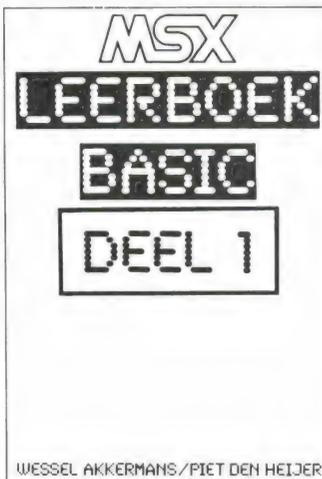 MSX
LEERBOEK
BASIC
DEEL 1
WESSEL AKKERMANS/PIET DEN HEIJER